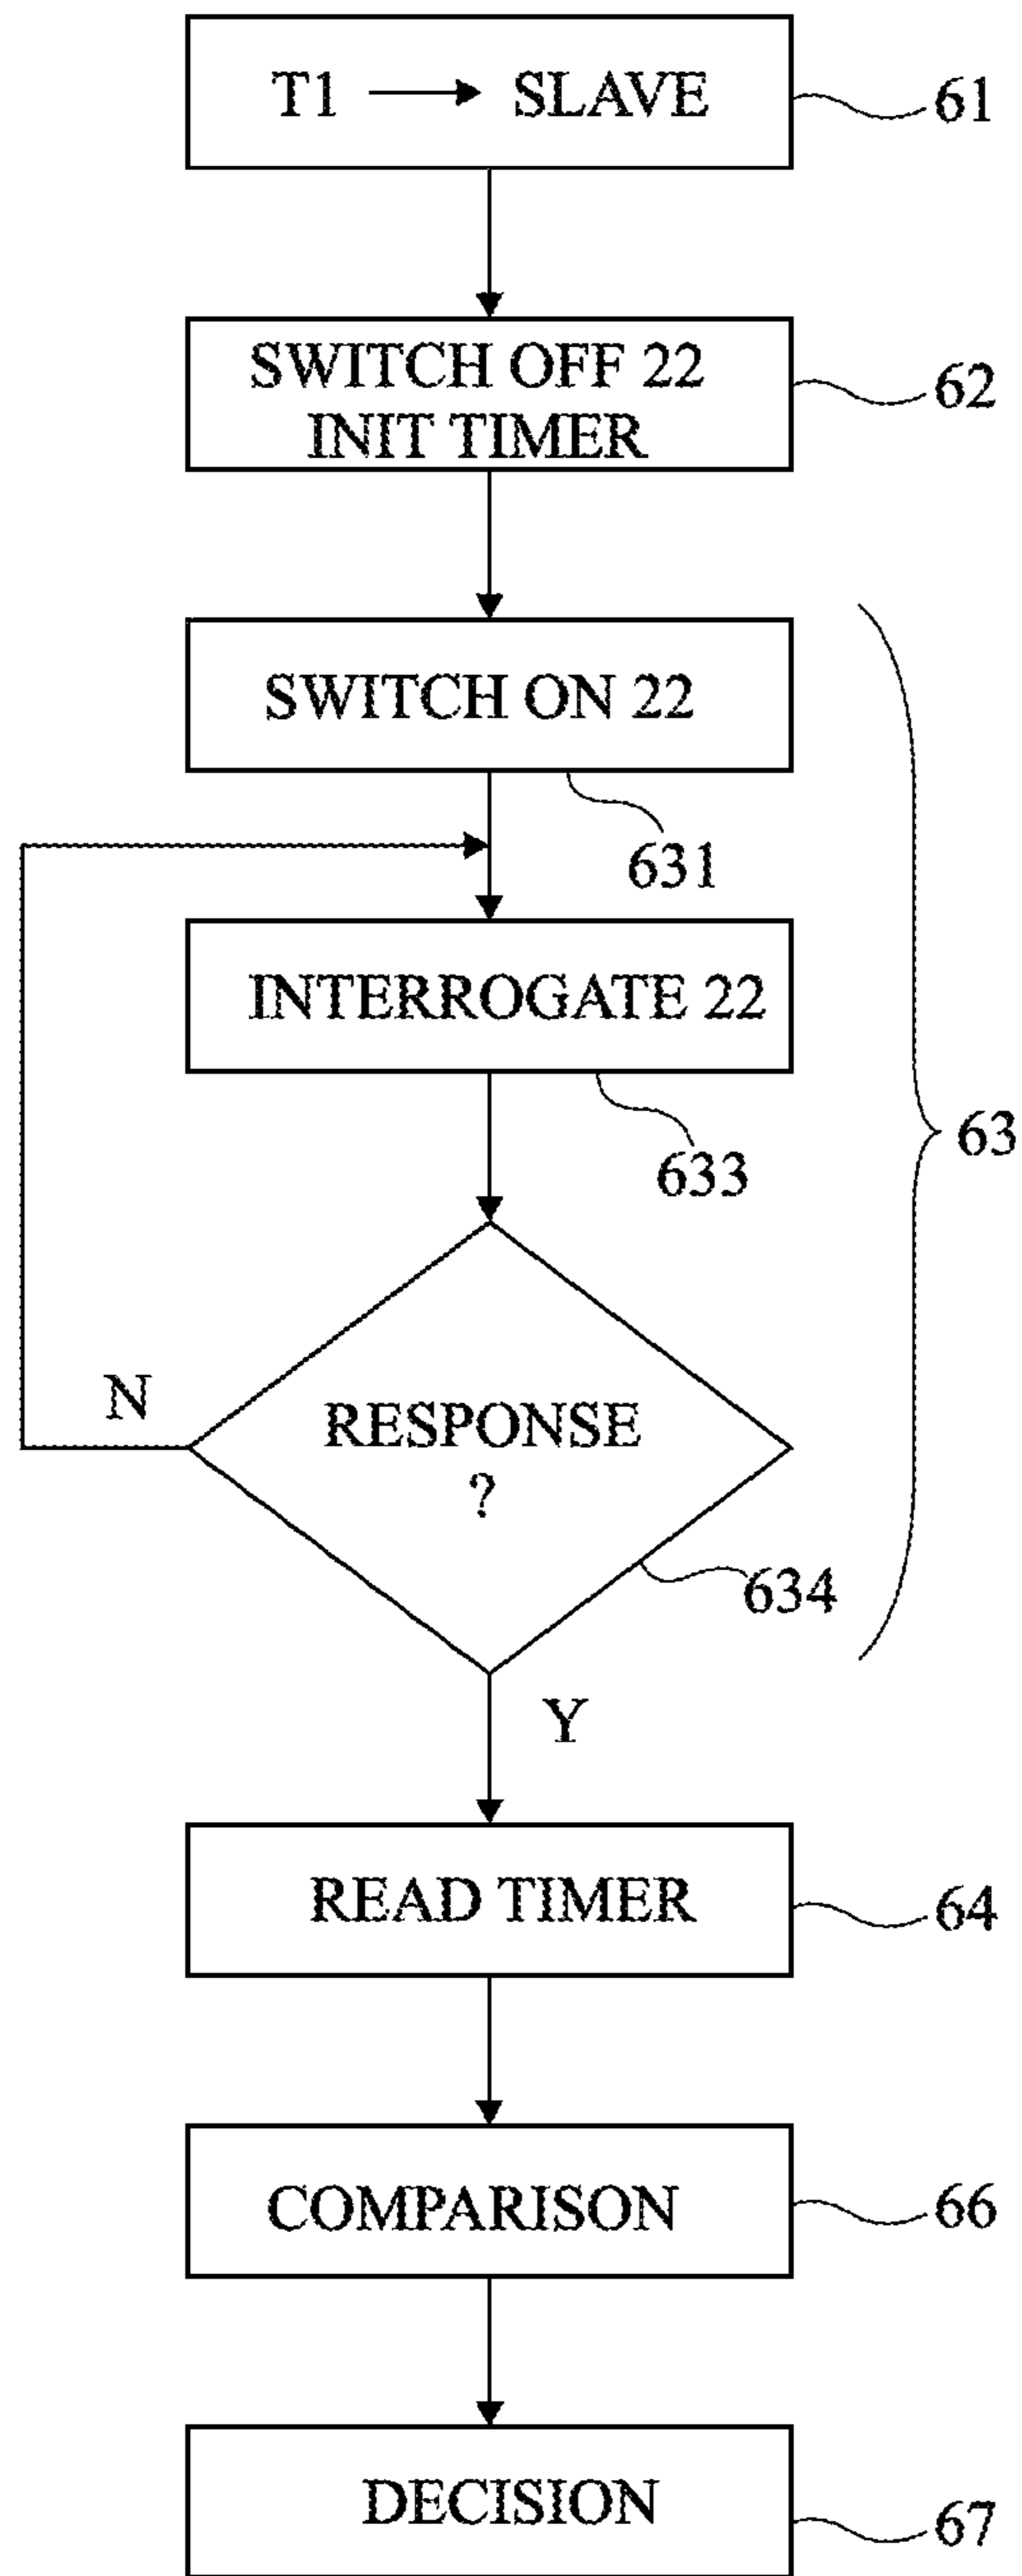 T1 → SLAVE
61
SWITCH OFF 22
INIT TIMER
62
SWITCH ON 22
631
INTERROGATE 22
633
63
N
RESPONSE
?
634
Y
READ TIMER
64
COMPARISON
66
DECISION
67